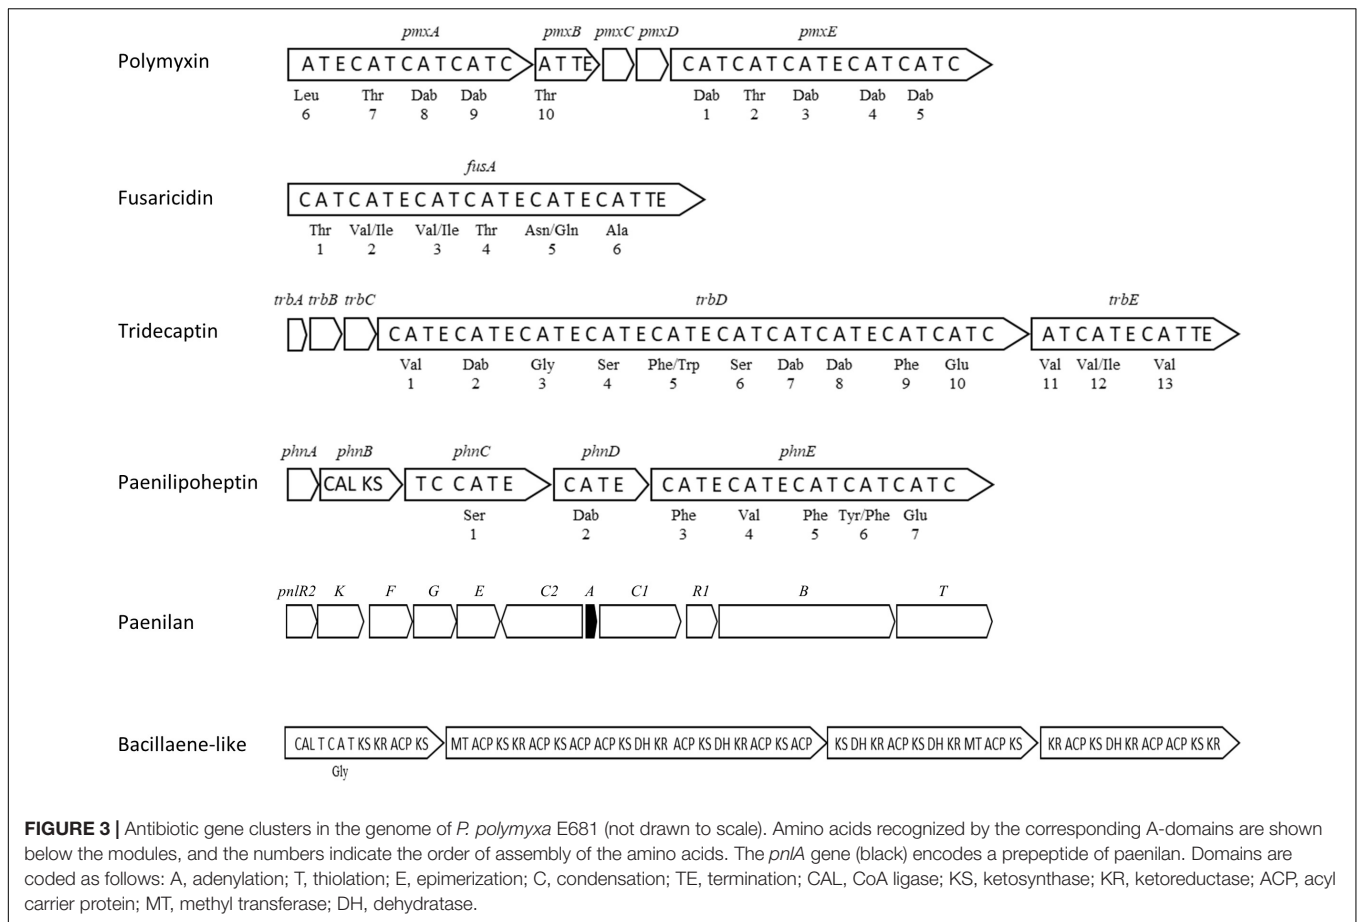 pmxA pmxB pmxC pmxD pmxE
Polymyxin
A T E C A T C A T C A T C A T TE C A T C A T C A T E C A T C A T C
Leu Thr Dab Dab Thr Dab Thr Dab Dab Dab
6 7 8 9 10 1 2 3 4 5
fusA
Fusaricidin
C A T C A T E C A T C A T E C A T E C A T TE
Thr Val/Ile Val/Ile Thr Asn/Gln Ala
1 2 3 4 5 6
trbA trbB trbC trbD trbE
Tridecaptin
C A T E C A T E C A T E C A T E C A T E C A T C A T C A T E C A T C A T C A T C A T E C A T TE
Val Dab Gly Ser Phe/Trp Ser Dab Dab Phe Glu Val Val/Ile Val
1 2 3 4 5 6 7 8 9 10 11 12 13
phnA phnB phnC phnD phnE
Paenilipoheptin
CAL KS T C C A T E C A T E C A T E C A T E C A T C A T C A T C
Ser Dab Phe Val Phe Tyr/Phe Glu
1 2 3 4 5 6 7
pnlR2 K F G E C2 A C1 R1 B T
Paenilan
Bacillaene-like
CAL T C A T KS KR ACP KS MT ACP KS KR ACP KS ACP ACP KS DH KR ACP KS DH KR ACP KS ACP KS DH KR ACP KS DH KR MT ACP KS KR ACP KS DH KR ACP ACP KS KR
Gly
FIGURE 3 | Antibiotic gene clusters in the genome of P. polymyxa E681 (not drawn to scale). Amino acids recognized by the corresponding A-domains are shown
below the modules, and the numbers indicate the order of assembly of the amino acids. The pnlA gene (black) encodes a prepeptide of paenilan. Domains are
coded as follows: A, adenylation; T, thiolation; E, epimerization; C, condensation; TE, termination; CAL, CoA ligase; KS, ketosynthase; KR, ketoreductase; ACP, acyl
carrier protein; MT, methyl transferase; DH, dehydratase.